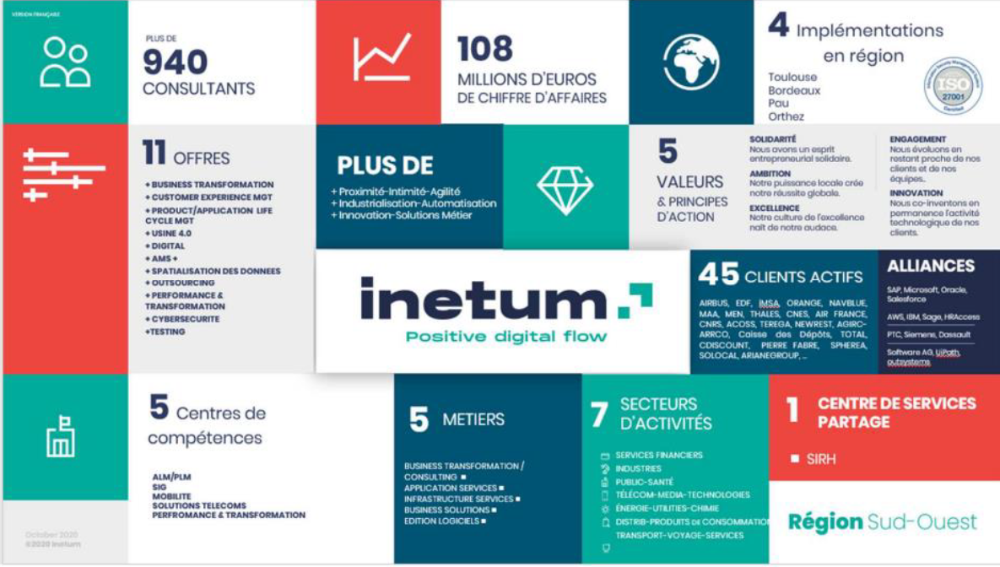 VERSION FRANÇAISE
PLUS DE
940
CONSULTANTS
108
MILLIONS D'EUROS
DE CHIFFRE D'AFFAIRES
4 Implémentations
en région
Toulouse
Bordeaux
Pau
Orthez
Information Security Management System
ISO
27001
Certified
11 OFFRES
+ BUSINESS TRANSFORMATION
+ CUSTOMER EXPERIENCE MGT
+ PRODUCT/APPLICATION LIFE
CYCLE MGT
+ USINE 4.0
+ DIGITAL
+ AMS +
+ SPATIALISATION DES DONNEES
+ OUTSOURCING
+ PERFORMANCE &
TRANSFORMATION
+ CYBERSECURITE
+TESTING
PLUS DE
+ Proximité-Intimité-Agilité
+ Industrialisation-Automatisation
+ Innovation-Solutions Métier
5
VALEURS
& PRINCIPES
D'ACTION
SOLIDARITÉ
Nous avons un esprit
entrepreneurial solidaire.
AMBITION
Notre puissance locale crée
notre réussite globale.
EXCELLENCE
Notre culture de l'excellence
naît de notre audace.
ENGAGEMENT
Nous évoluons en
restant proche de nos
clients et de nos
équipes.
INNOVATION
Nous co-inventons en
permanence l'activité
technologique de nos
clients.
inetum.
Positive digital flow
45 CLIENTS ACTIFS
AIRBUS, EDF, IMSA, ORANGE, NAVBLUE,
MAA, MEN, THALES, CNES, AIR FRANCE,
CNRS, ACOSS, TEREGA, NEWREST, AGIRC-
ARRCO, Caisse des Dépôts, TOTAL,
CDISCOUNT, PIERRE FABRE, SPHEREA,
SOLOCAL, ARIANEGROUP, ...
ALLIANCES
SAP, Microsoft, Oracle,
Salesforce
AWS, IBM, Sage, HRAccess
PTC, Siemens, Dassault
Software AG, UiPath,
outsystems
5 Centres de
compétences
ALM/PLM
SIG
MOBILITE
SOLUTIONS TELECOMS
PERFROMANCE & TRANSFORMATION
5 METIERS
BUSINESS TRANSFORMATION /
CONSULTING
APPLICATION SERVICES
INFRASTRUCTURE SERVICES
BUSINESS SOLUTIONS
EDITION LOGICIELS
7 SECTEURS
D'ACTIVITÉS
SERVICES FINANCIERS
INDUSTRIES
PUBLIC-SANTÉ
TÉLÉCOM-MEDIA-TECHNOLOGIES
ÉNERGIE-UTILITIES-CHIMIE
DISTRIB-PRODUITS DE CONSOMMATION
TRANSPORT-VOYAGE-SERVICES
1 CENTRE DE SERVICES
PARTAGE
SIRH
Région Sud-Ouest
October 2020
©2020 Inetum